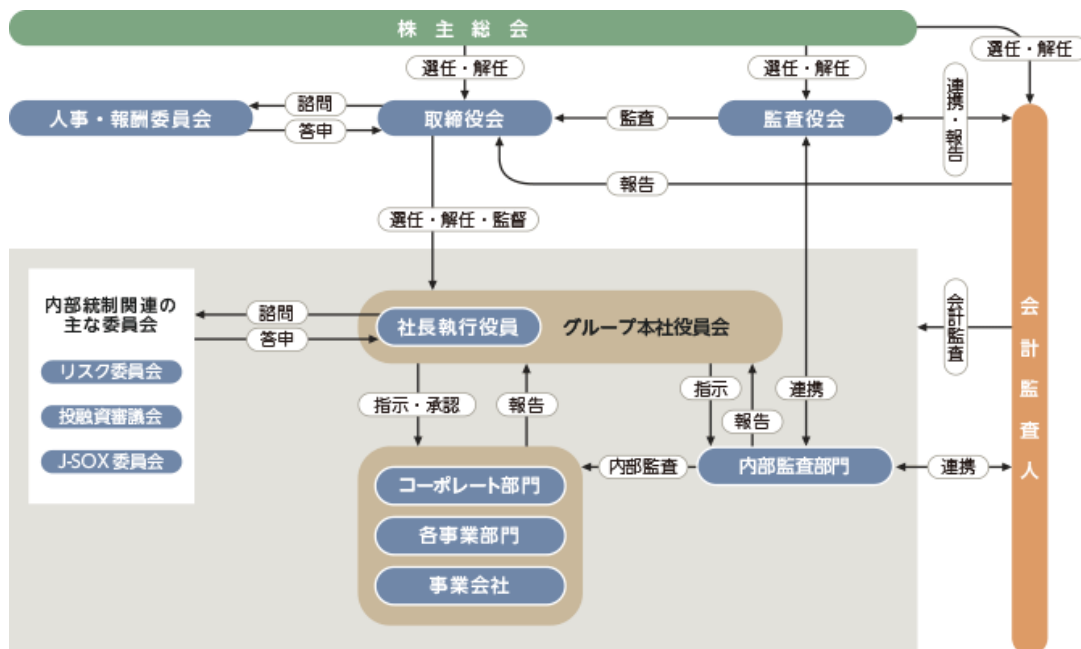 株主総会
選任・解任
選任・解任
選任・解任
人事・報酬委員会
諮問
答申
取締役会
監査
監査役会
連携・報告
報告
選任・解任・監督
内部統制関連の
主な委員会
リスク委員会
投融資審議会
J-SOX 委員会
諮問
答申
社長執行役員
グループ本社役員会
会計監査
会計監査人
指示・承認
報告
指示
報告
連携
コーポレート部門
各事業部門
事業会社
内部監査
内部監査部門
連携